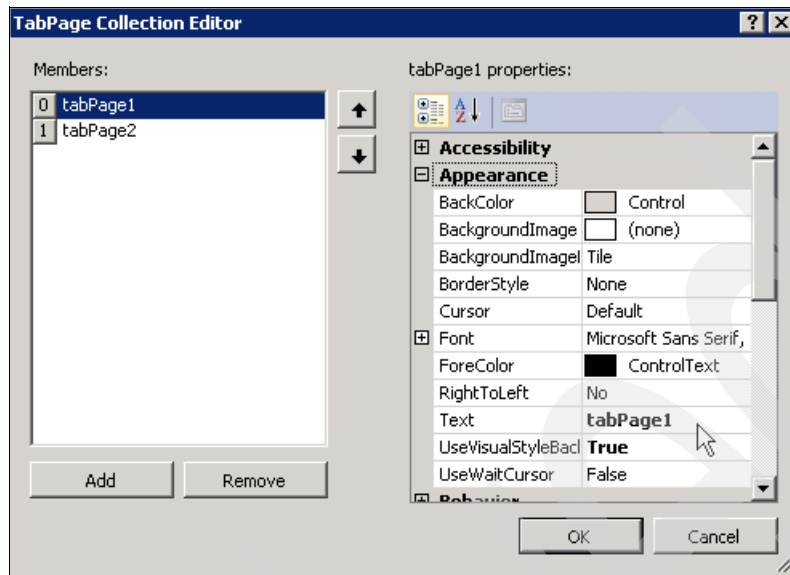 TabPage Collection Editor
Members:
0 tabPage1
1 tabPage2
Add
Remove
tabPage1 properties:
Accessibility
Appearance
BackColor Control
BackgroundImage (none)
BackgroundImageI Tile
BorderStyle None
Cursor Default
Font Microsoft Sans Serif,
ForeColor ControlText
RightToLeft No
Text tabPage1
UseVisualStyleBacl True
UseWaitCursor False
Behavior
OK
Cancel